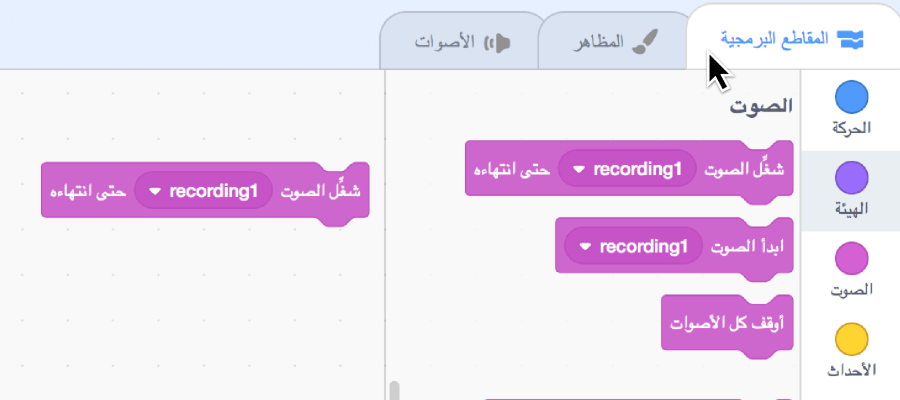 المقاطع البرمجية
المظاهر
الأصوات
الحركة
الهيئة
الصوت
الأحداث
الصوت
شغِّل الصوت recording1 حتى انتهاءه
ابدأ الصوت recording1
أوقف كل الأصوات
شغِّل الصوت recording1 حتى انتهاءه